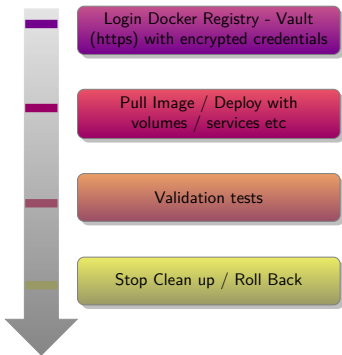 Login Docker Registry - Vault
(https) with encrypted credentials
Pull Image / Deploy with
volumes / services etc
Validation tests
Stop Clean up / Roll Back